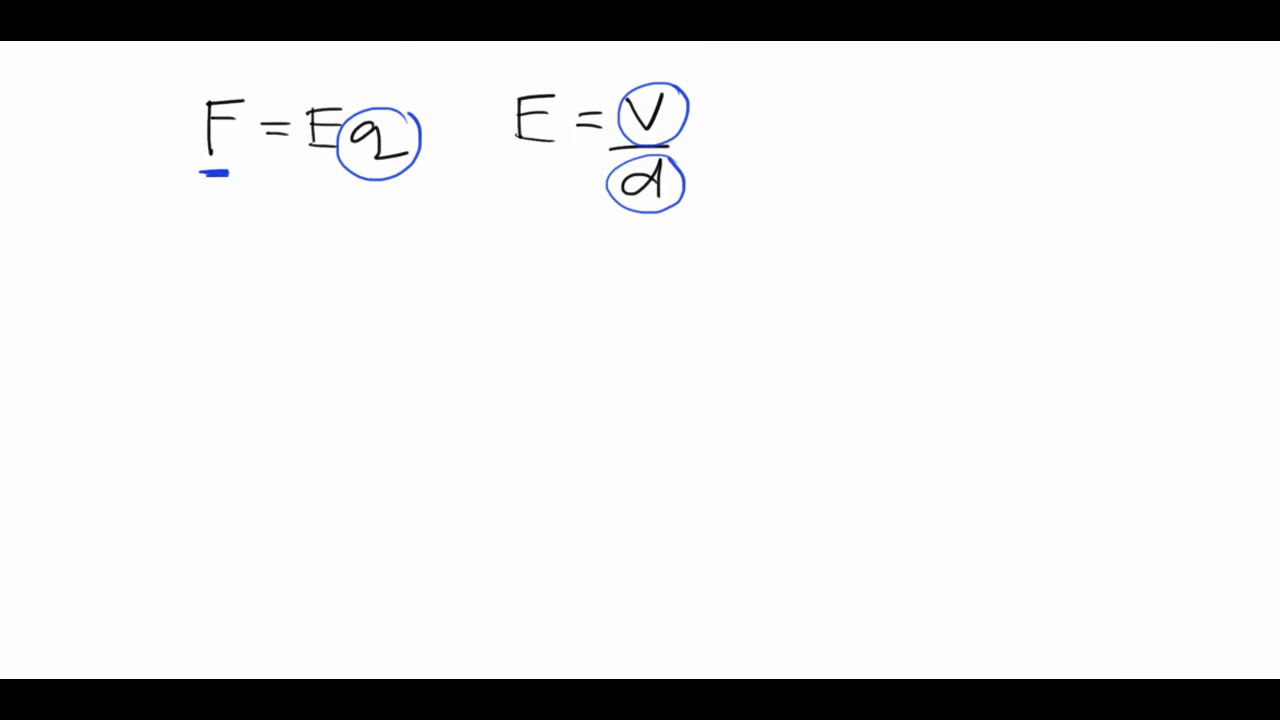 F = Eq
E = V/d